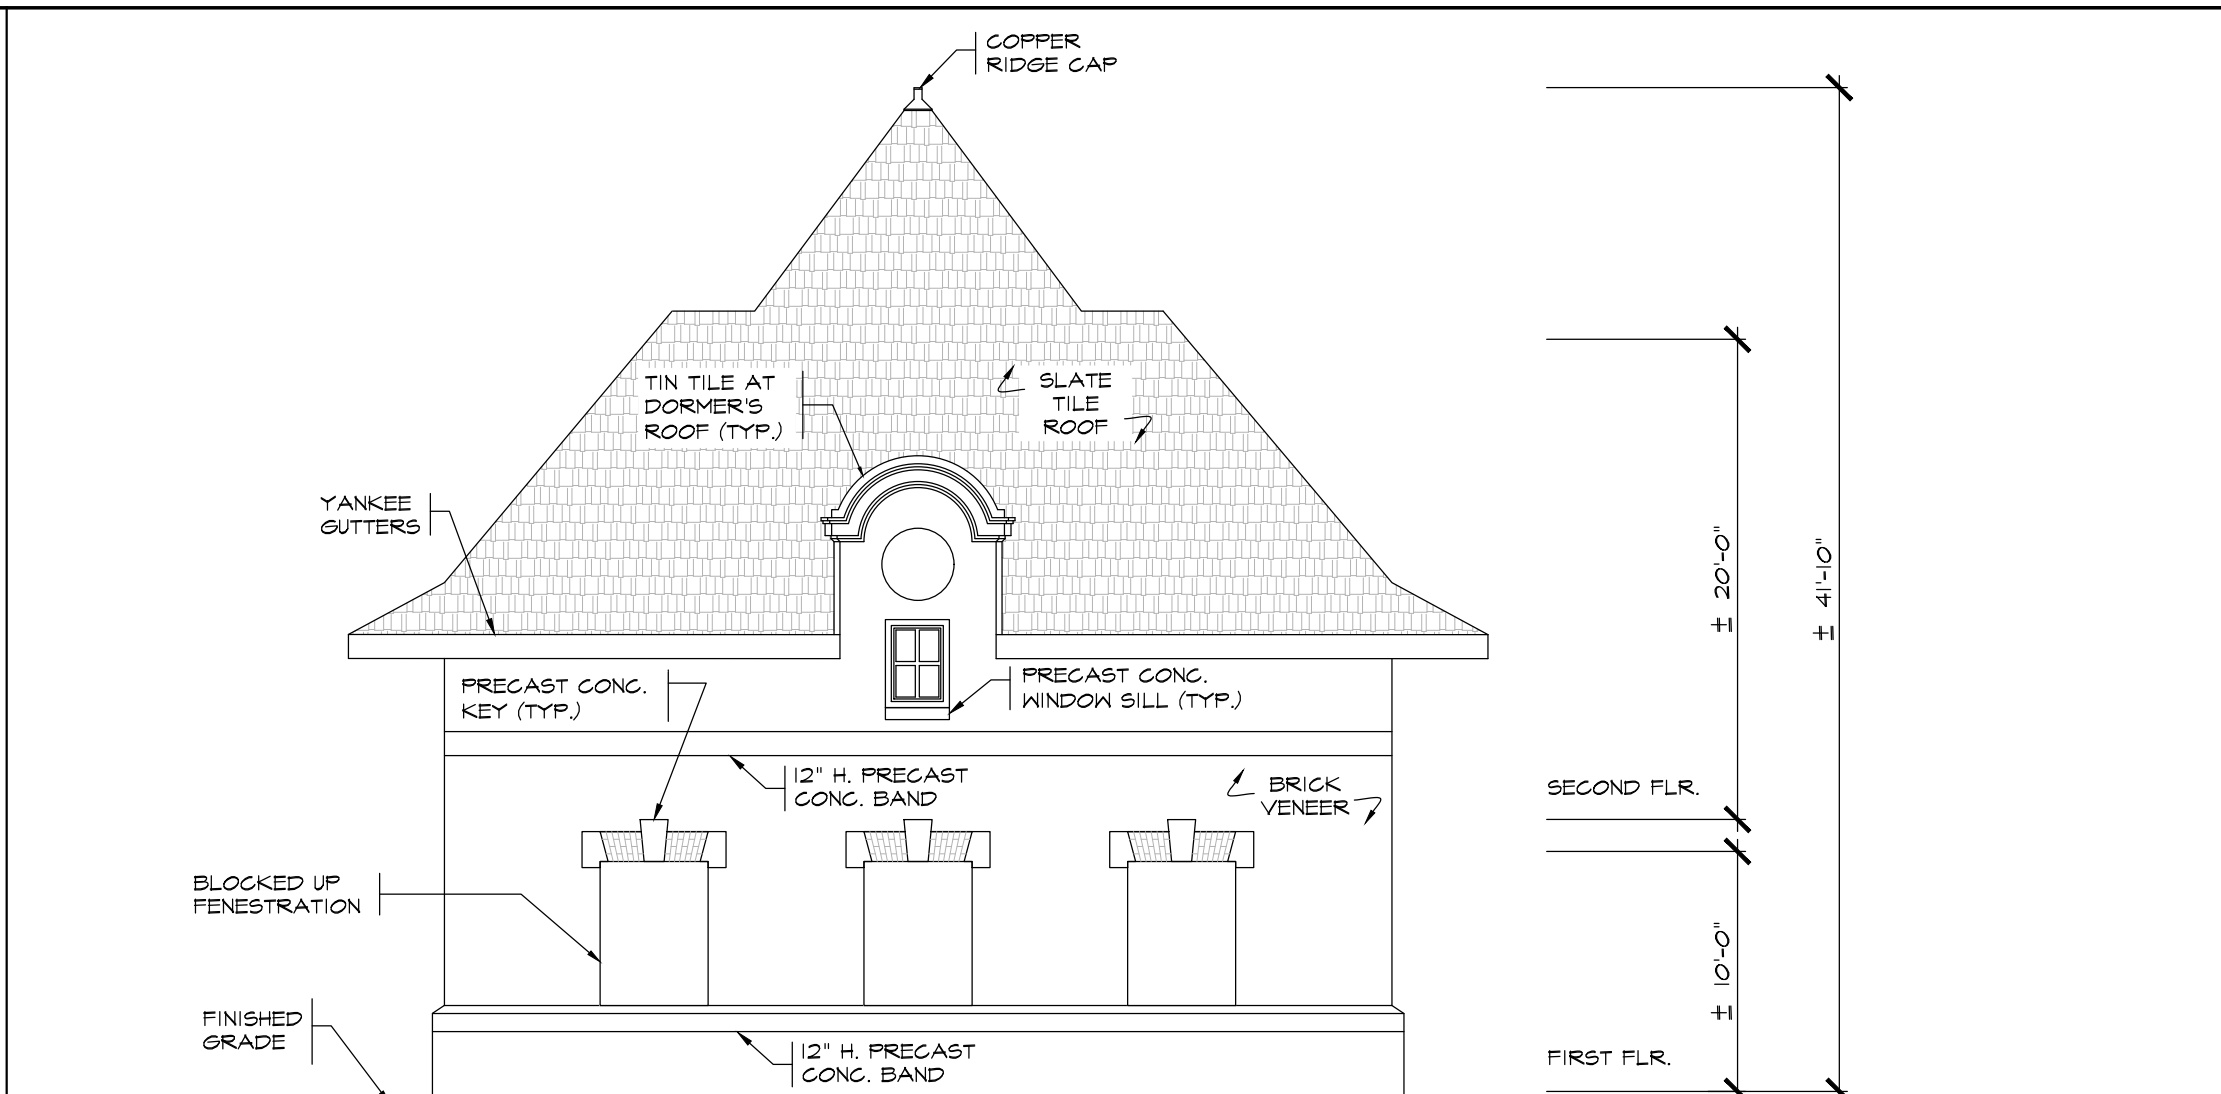 COPPER
RIDGE CAP
TIN TILE AT
DORMER'S
ROOF (TYP.)
SLATE
TILE
ROOF
YANKEE
GUTTERS
± 20'-0"
± 41'-10"
PRECAST CONC.
KEY (TYP.)
PRECAST CONC.
WINDOW SILL (TYP.)
12" H. PRECAST
CONC. BAND
BRICK
VENEER
SECOND FLR.
BLOCKED UP
FENESTRATION
± 10'-0"
FINISHED
GRADE
12" H. PRECAST
CONC. BAND
FIRST FLR.